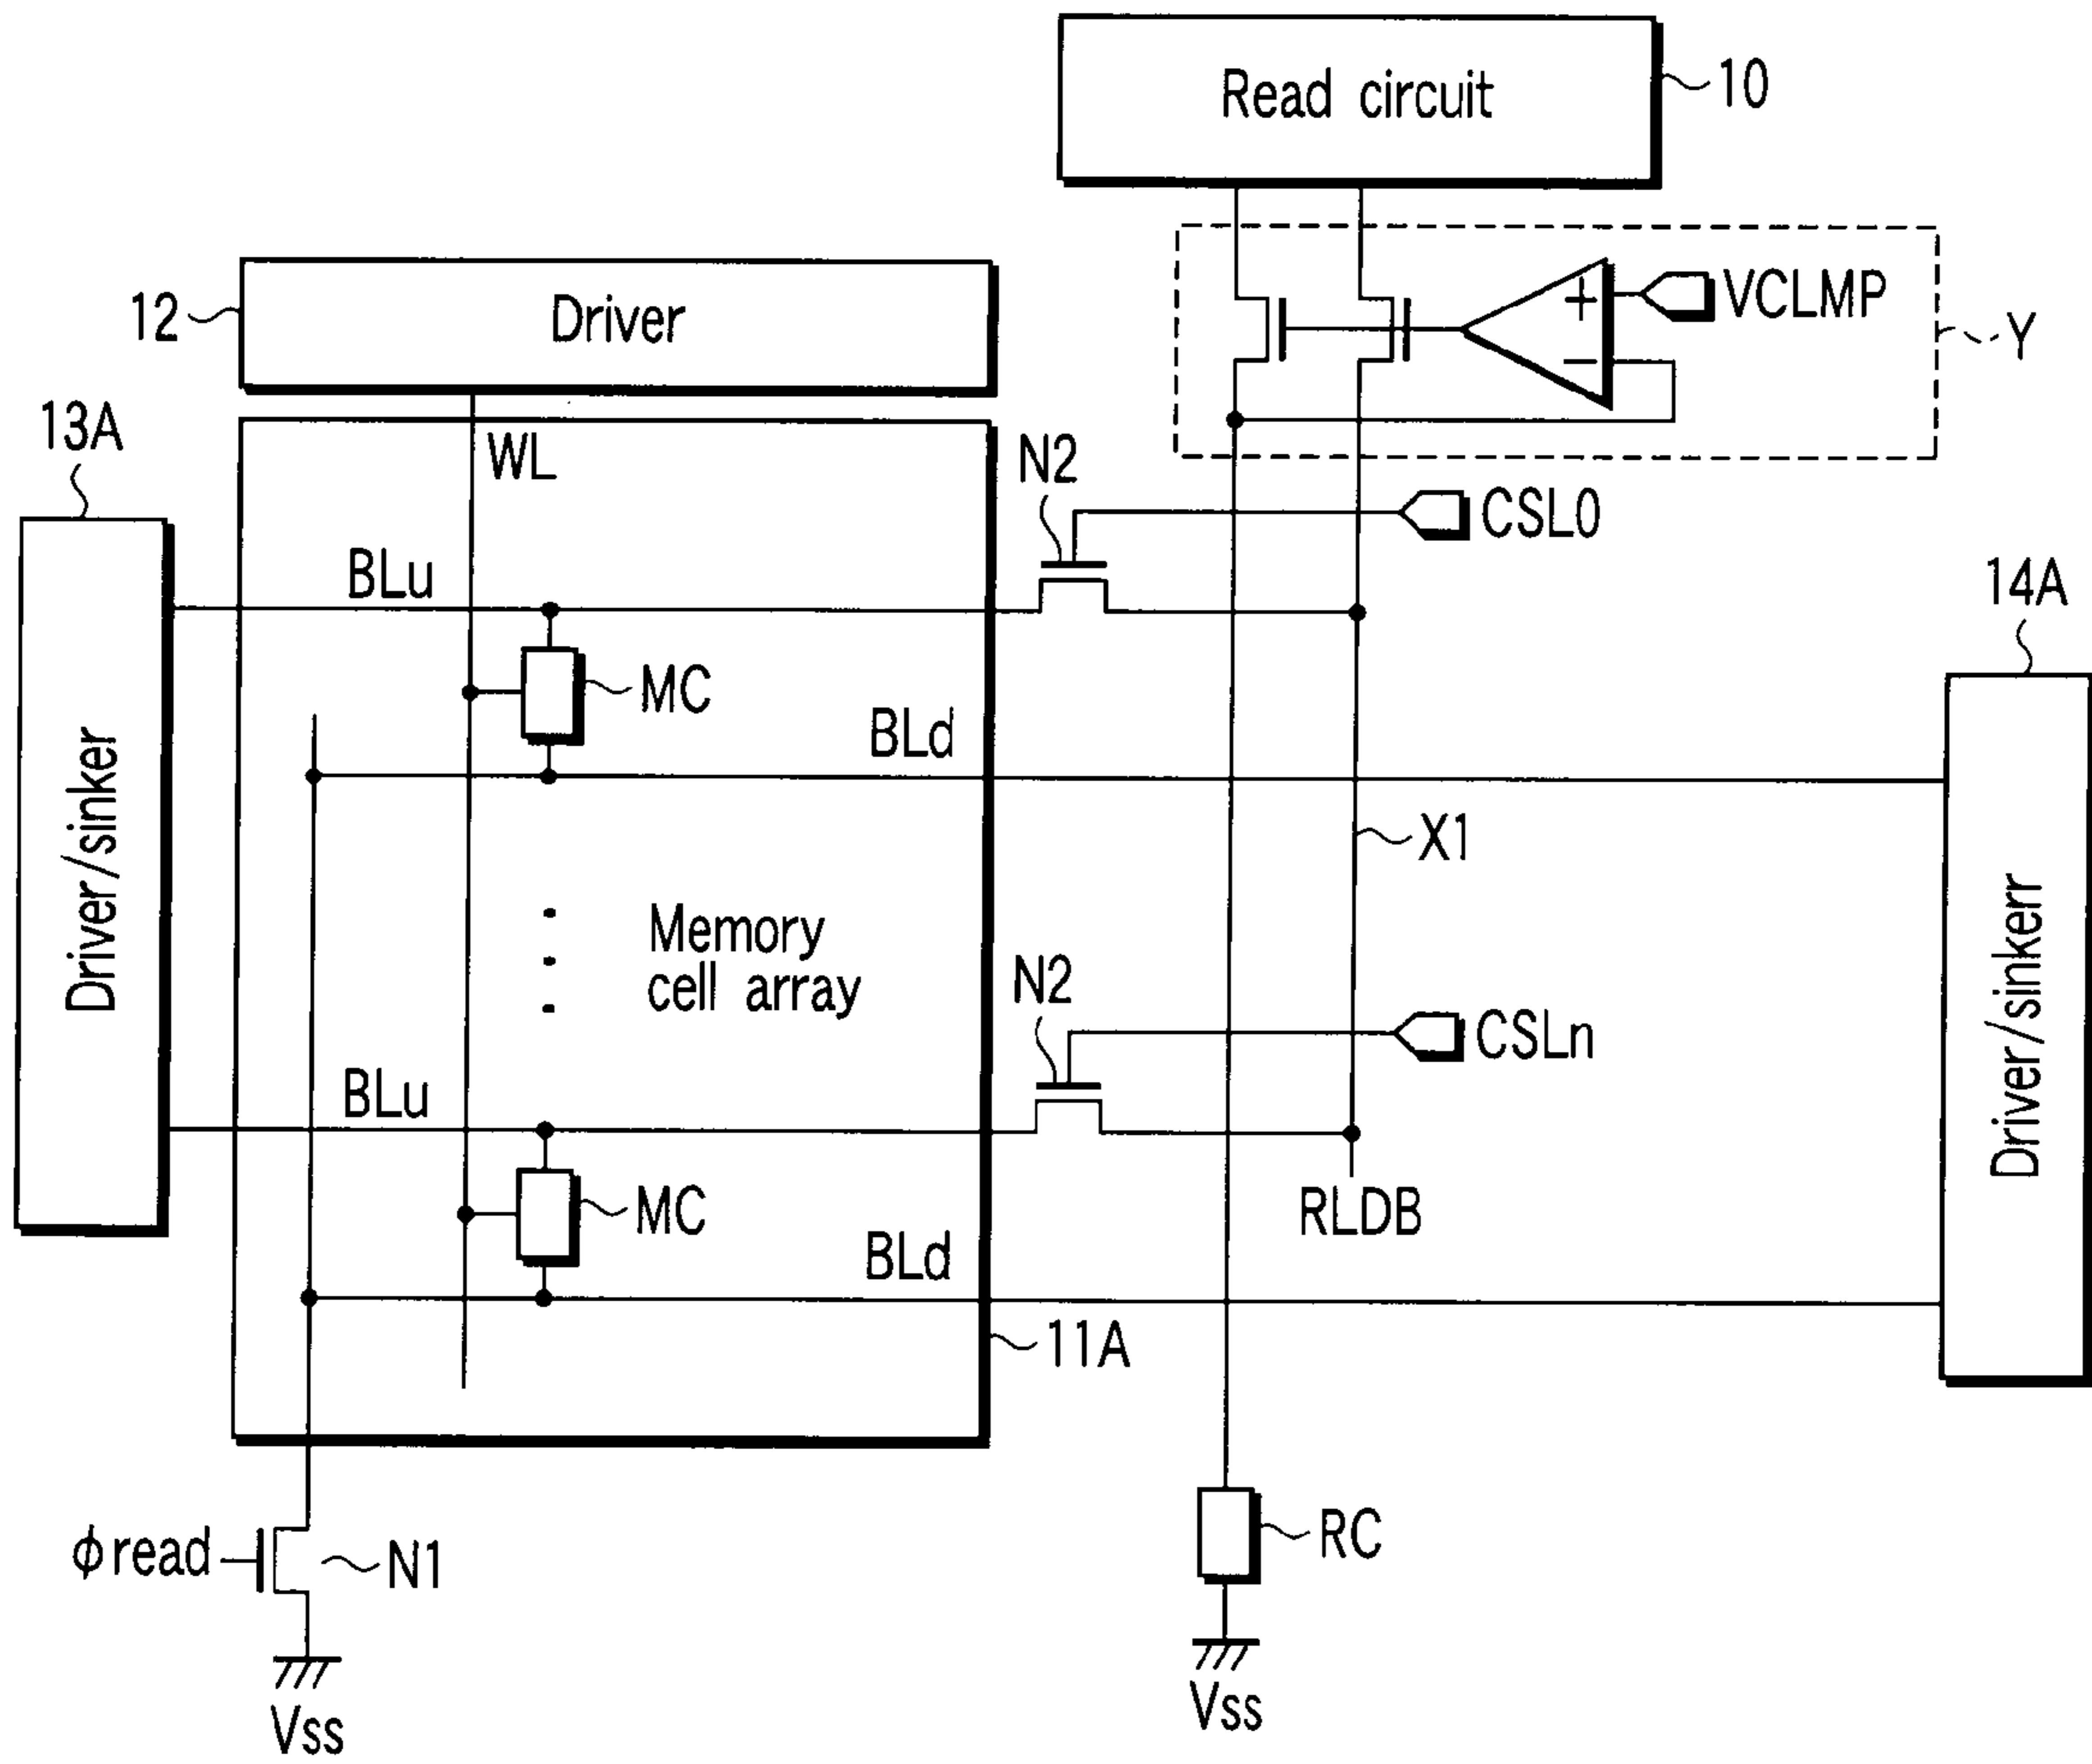 Read circuit
10
12
Driver
+
VCLMP
Y
−
13A
WL
N2
CSL0
BLu
14A
MC
BLd
X1
Driver/sinker
Memory
cell array
N2
CSLn
Driver/sinkerr
BLu
MC
RLDB
BLd
11A
ϕread
N1
RC
Vss
Vss